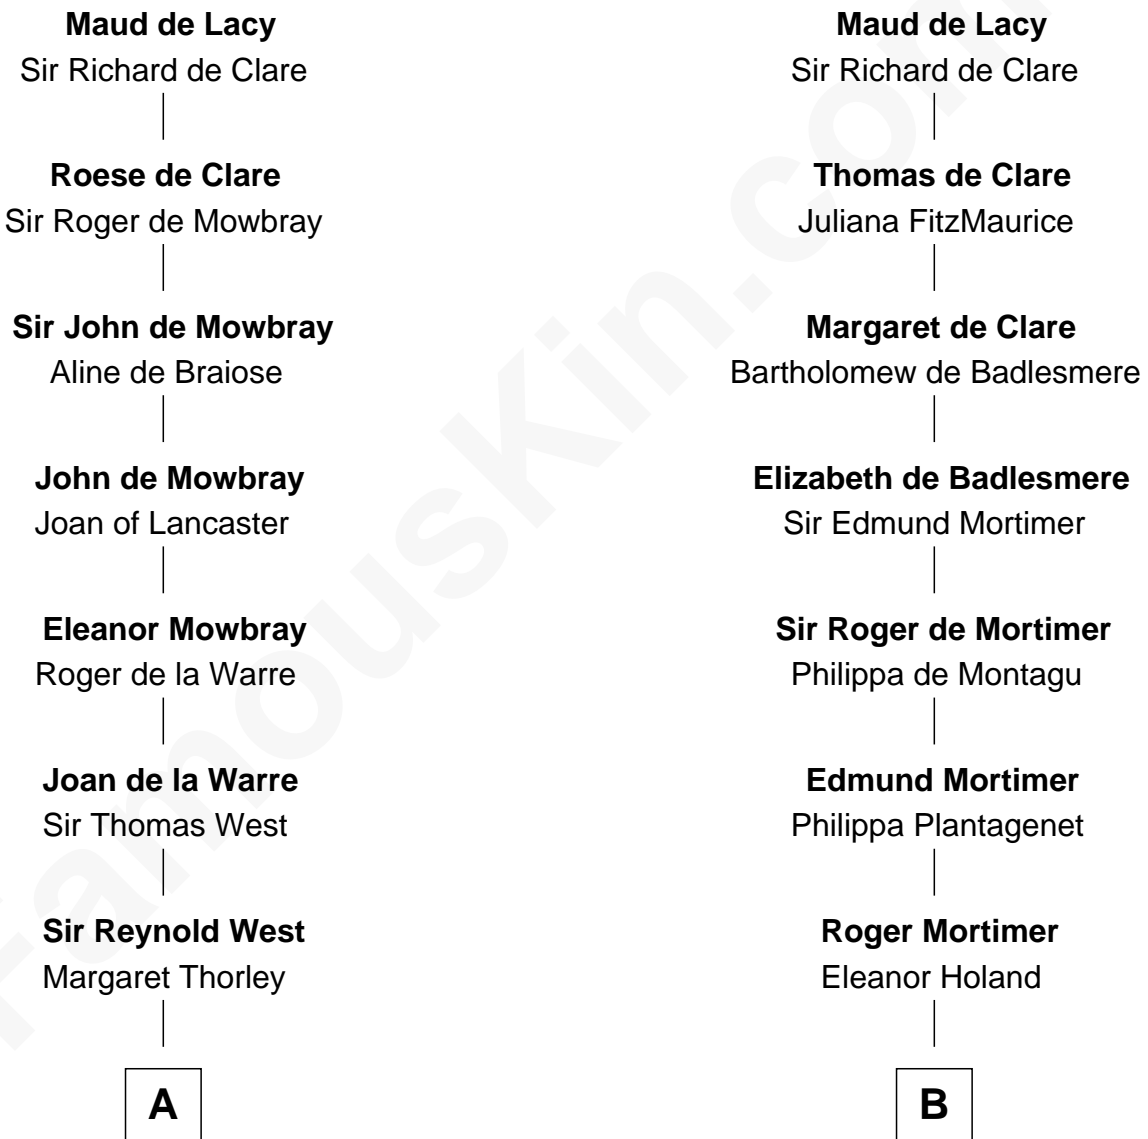 Maud de Lacy
Sir Richard de Clare
Roese de Clare
Sir Roger de Mowbray
Sir John de Mowbray
Aline de Braiose
John de Mowbray
Joan of Lancaster
Eleanor Mowbray
Roger de la Warre
Joan de la Warre
Sir Thomas West
Sir Reynold West
Margaret Thorley
A
Maud de Lacy
Sir Richard de Clare
Thomas de Clare
Juliana FitzMaurice
Margaret de Clare
Bartholomew de Badlesmere
Elizabeth de Badlesmere
Sir Edmund Mortimer
Sir Roger de Mortimer
Philippa de Montagu
Edmund Mortimer
Philippa Plantagenet
Roger Mortimer
Eleanor Holand
B
FamousKin.com